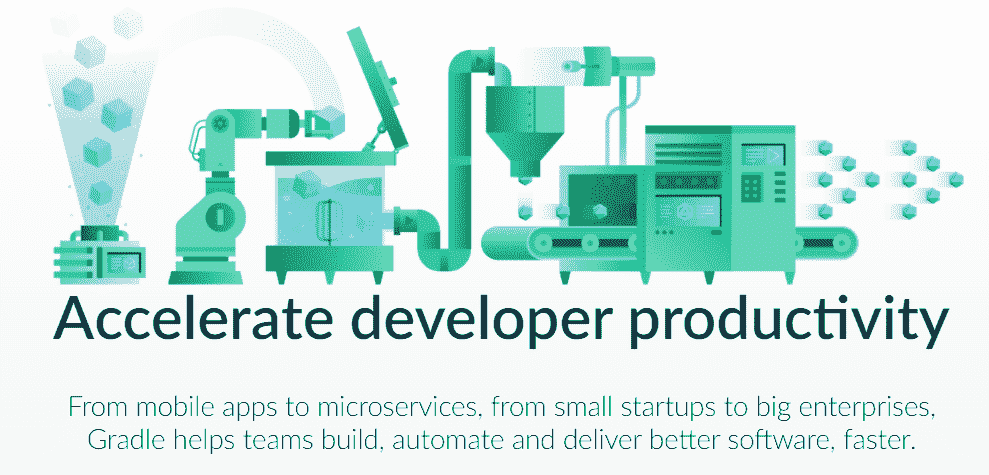 Accelerate developer productivity
From mobile apps to microservices, from small startups to big enterprises,
Gradle helps teams build, automate and deliver better software, faster.